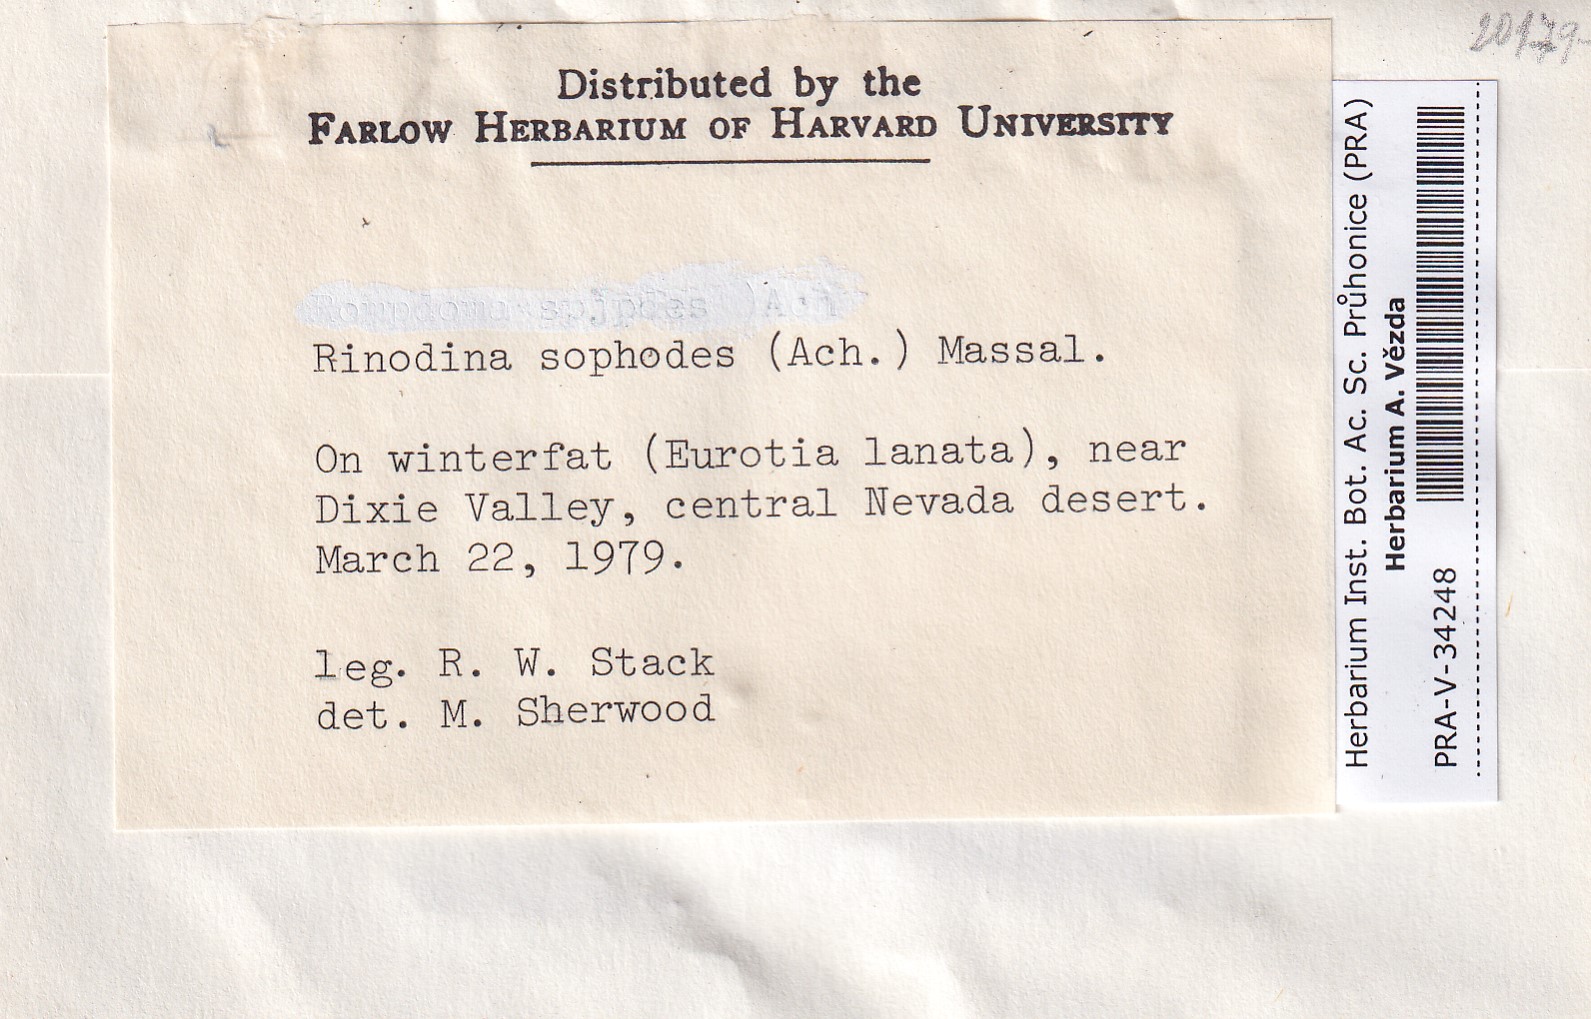 Distributed by the
FARLOW HERBARIUM OF HARVARD UNIVERSITY
Rinodina sophodes (Ach.) Massal.
On winterfat (Eurotia lanata), near
Dixie Valley, central Nevada desert.
March 22, 1979.
leg. R. W. Stack
det. M. Sherwood
Herbarium Inst. Bot. Ac. Sc. Průhonice (PRA)
Herbarium A. Vězda
PRA-V-34248